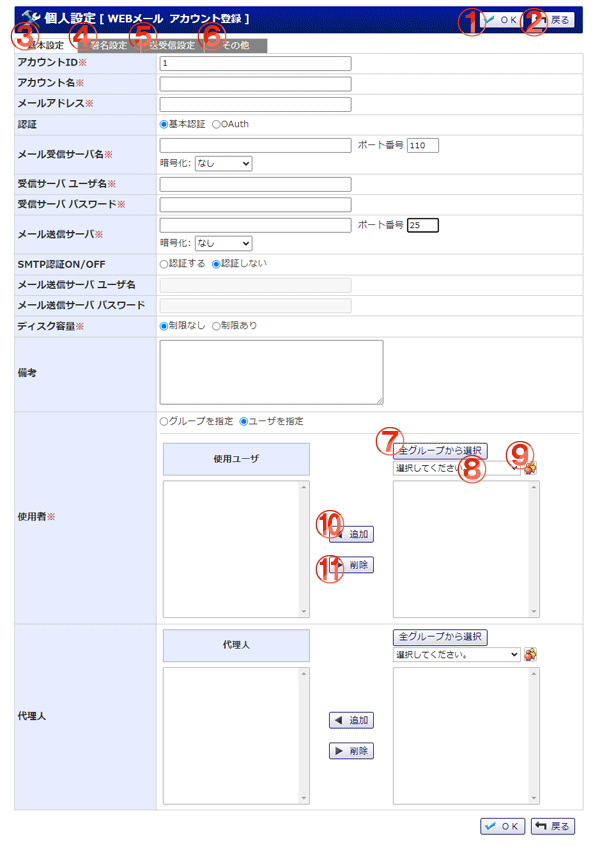 個人設定 [ WEBメール アカウント登録 ]
① OK ② 戻る
③ 基本設定 ④ 署名設定 ⑤ 送受信設定 ⑥ その他
アカウントID※ 1
アカウント名※
メールアドレス※
認証 基本認証 OAuth
メール受信サーバ名※ ポート番号 110
暗号化: なし
受信サーバ ユーザ名※
受信サーバ パスワード※
メール送信サーバ※ ポート番号 25
暗号化: なし
SMTP認証ON/OFF 認証する 認証しない
メール送信サーバ ユーザ名
メール送信サーバ パスワード
ディスク容量※ 制限なし 制限あり
備考
グループを指定 ユーザを指定
使用者※
使用ユーザ
⑦ 全グループから選択
選択してください。 ⑧ ⑨
⑩ 追加
⑪ 削除
代理人
代理人
全グループから選択
選択してください。
追加
削除
OK 戻る